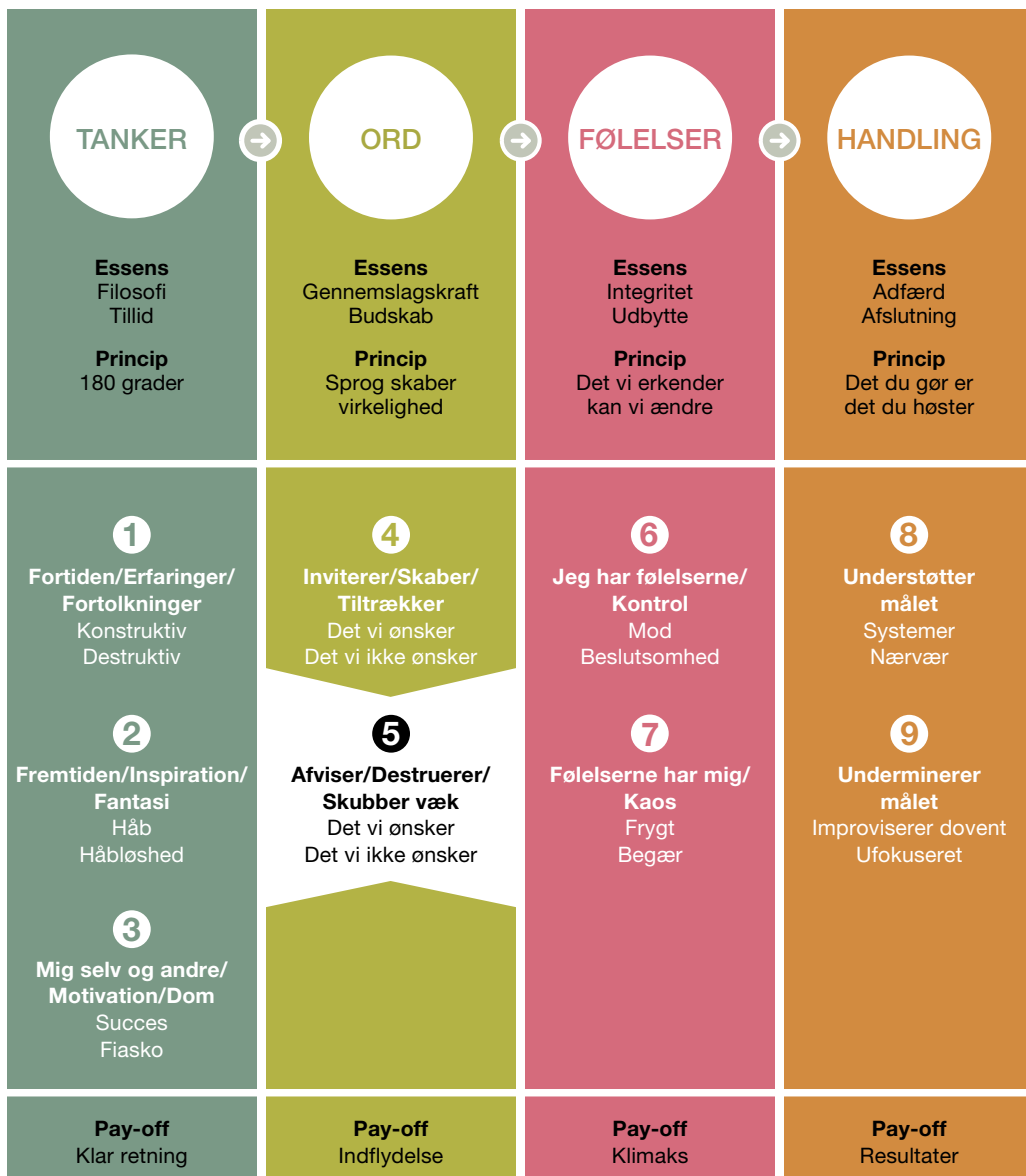 TANKER
Essens
Filosofi
Tillid
Princip
180 grader
1
Fortiden/Erfaringer/
Fortolkninger
Konstruktiv
Destruktiv
2
Fremtiden/Inspiration/
Fantasi
Håb
Håbløshed
3
Mig selv og andre/
Motivation/Dom
Succes
Fiasko
Pay-off
Klar retning
ORD
Essens
Gennemslagskraft
Budskab
Princip
Sprog skaber
virkelighed
4
Inviterer/Skaber/
Tiltrækker
Det vi ønsker
Det vi ikke ønsker
5
Afviser/Destruerer/
Skubber væk
Det vi ønsker
Det vi ikke ønsker
Pay-off
Indflydelse
FØLELSER
Essens
Integritet
Udbytte
Princip
Det vi erkender
kan vi ændre
6
Jeg har følelserne/
Kontrol
Mod
Beslutsomhed
7
Følelserne har mig/
Kaos
Frygt
Begær
Pay-off
Klimaks
HANDLING
Essens
Adfærd
Afslutning
Princip
Det du gør er
det du høster
8
Understøtter
målet
Systemer
Nærvær
9
Underminerer
målet
Improviserer dovent
Ufokuseret
Pay-off
Resultater